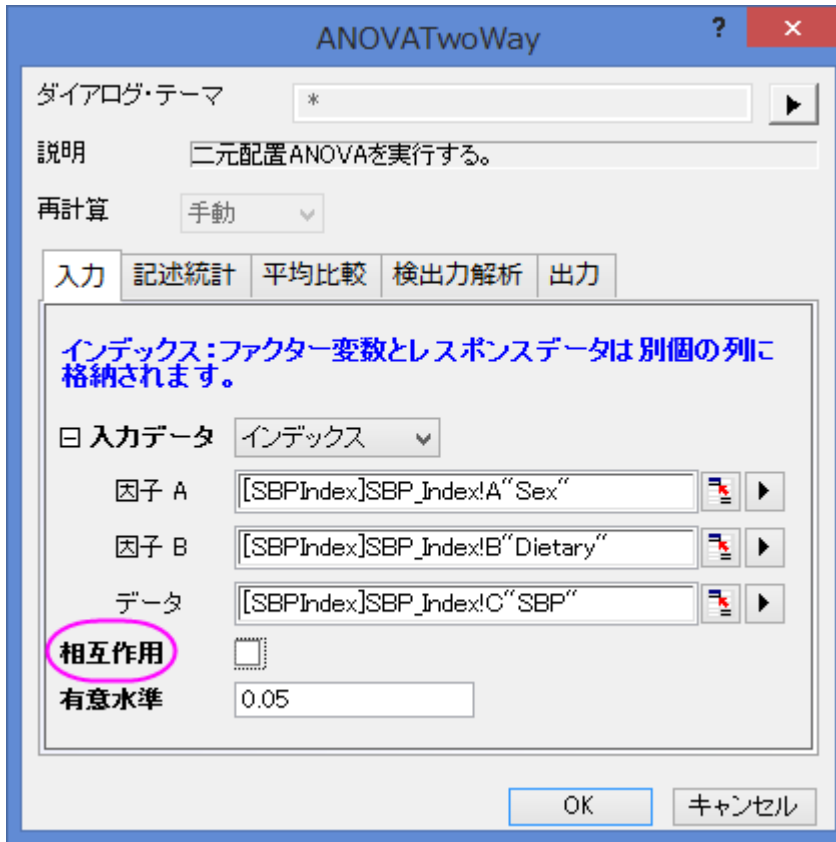 ANOVATwoWay
?
×
ダイアログ・テーマ *
説明 二元配置ANOVAを実行する。
再計算 手動
入力 記述統計 平均比較 検出力解析 出力
インデックス:ファクター変数とレスポンスデータは別個の列に
格納されます。
入力データ インデックス
因子 A [SBPIndex]SBP_Index!A"Sex"
因子 B [SBPIndex]SBP_Index!B"Dietary"
データ [SBPIndex]SBP_Index!C"SBP"
相互作用
有意水準 0.05
OK キャンセル